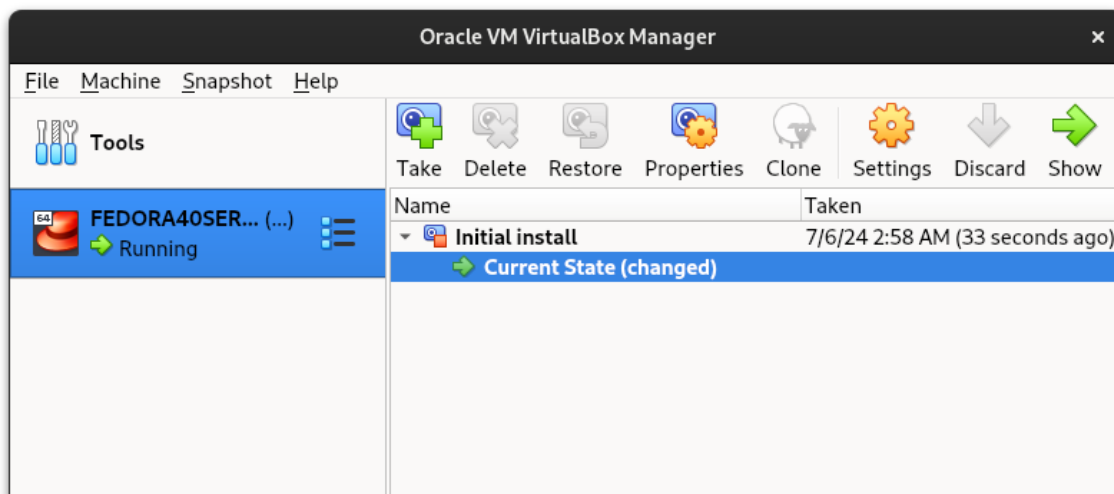 Oracle VM VirtualBox Manager
File Machine Snapshot Help
Tools
Take Delete Restore Properties Clone Settings Discard Show
64
FEDORA40SER... (...)
Running
Name Taken
Initial install 7/6/24 2:58 AM (33 seconds ago)
Current State (changed)